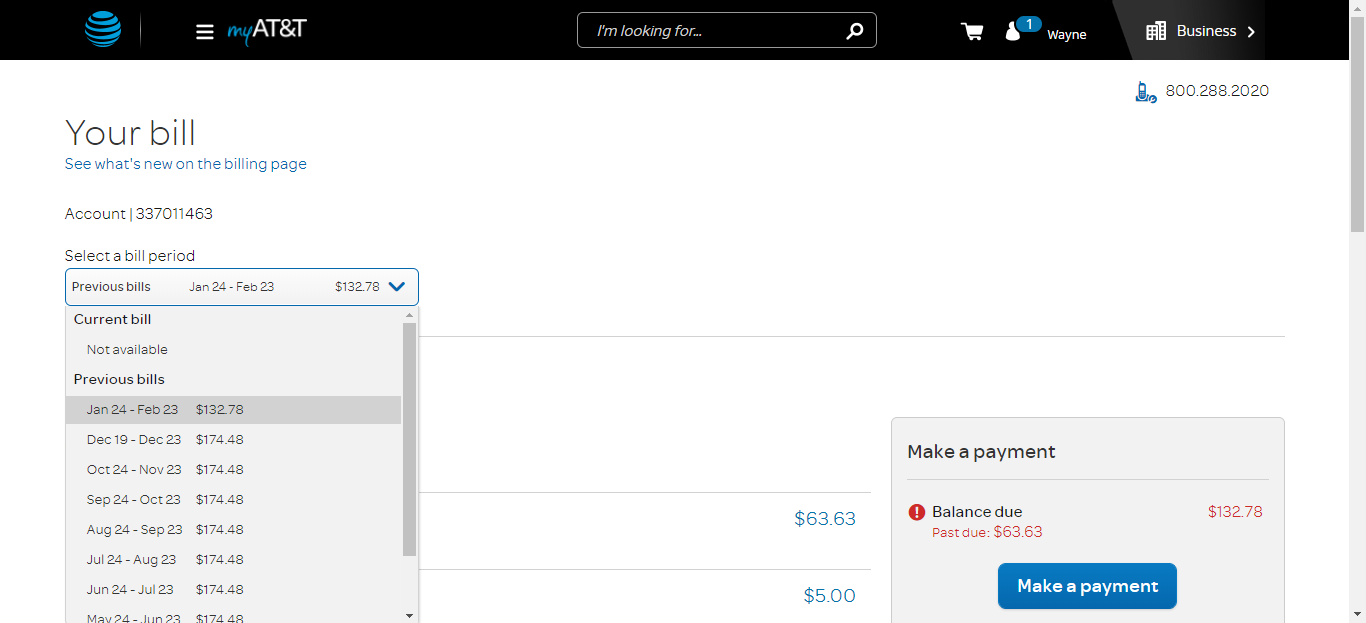 myAT&T
I'm looking for...
1
Wayne
Business
800.288.2020
Your bill
See what's new on the billing page
Account | 337011463
Select a bill period
Previous bills Jan 24 - Feb 23 $132.78
Current bill
Not available
Previous bills
Jan 24 - Feb 23 $132.78
Dec 19 - Dec 23 $174.48
Oct 24 - Nov 23 $174.48
Sep 24 - Oct 23 $174.48
Aug 24 - Sep 23 $174.48
Jul 24 - Aug 23 $174.48
Jun 24 - Jul 23 $174.48
May 24 - Jun 23 $174.48
$63.63
$5.00
Make a payment
Balance due $132.78
Past due: $63.63
Make a payment